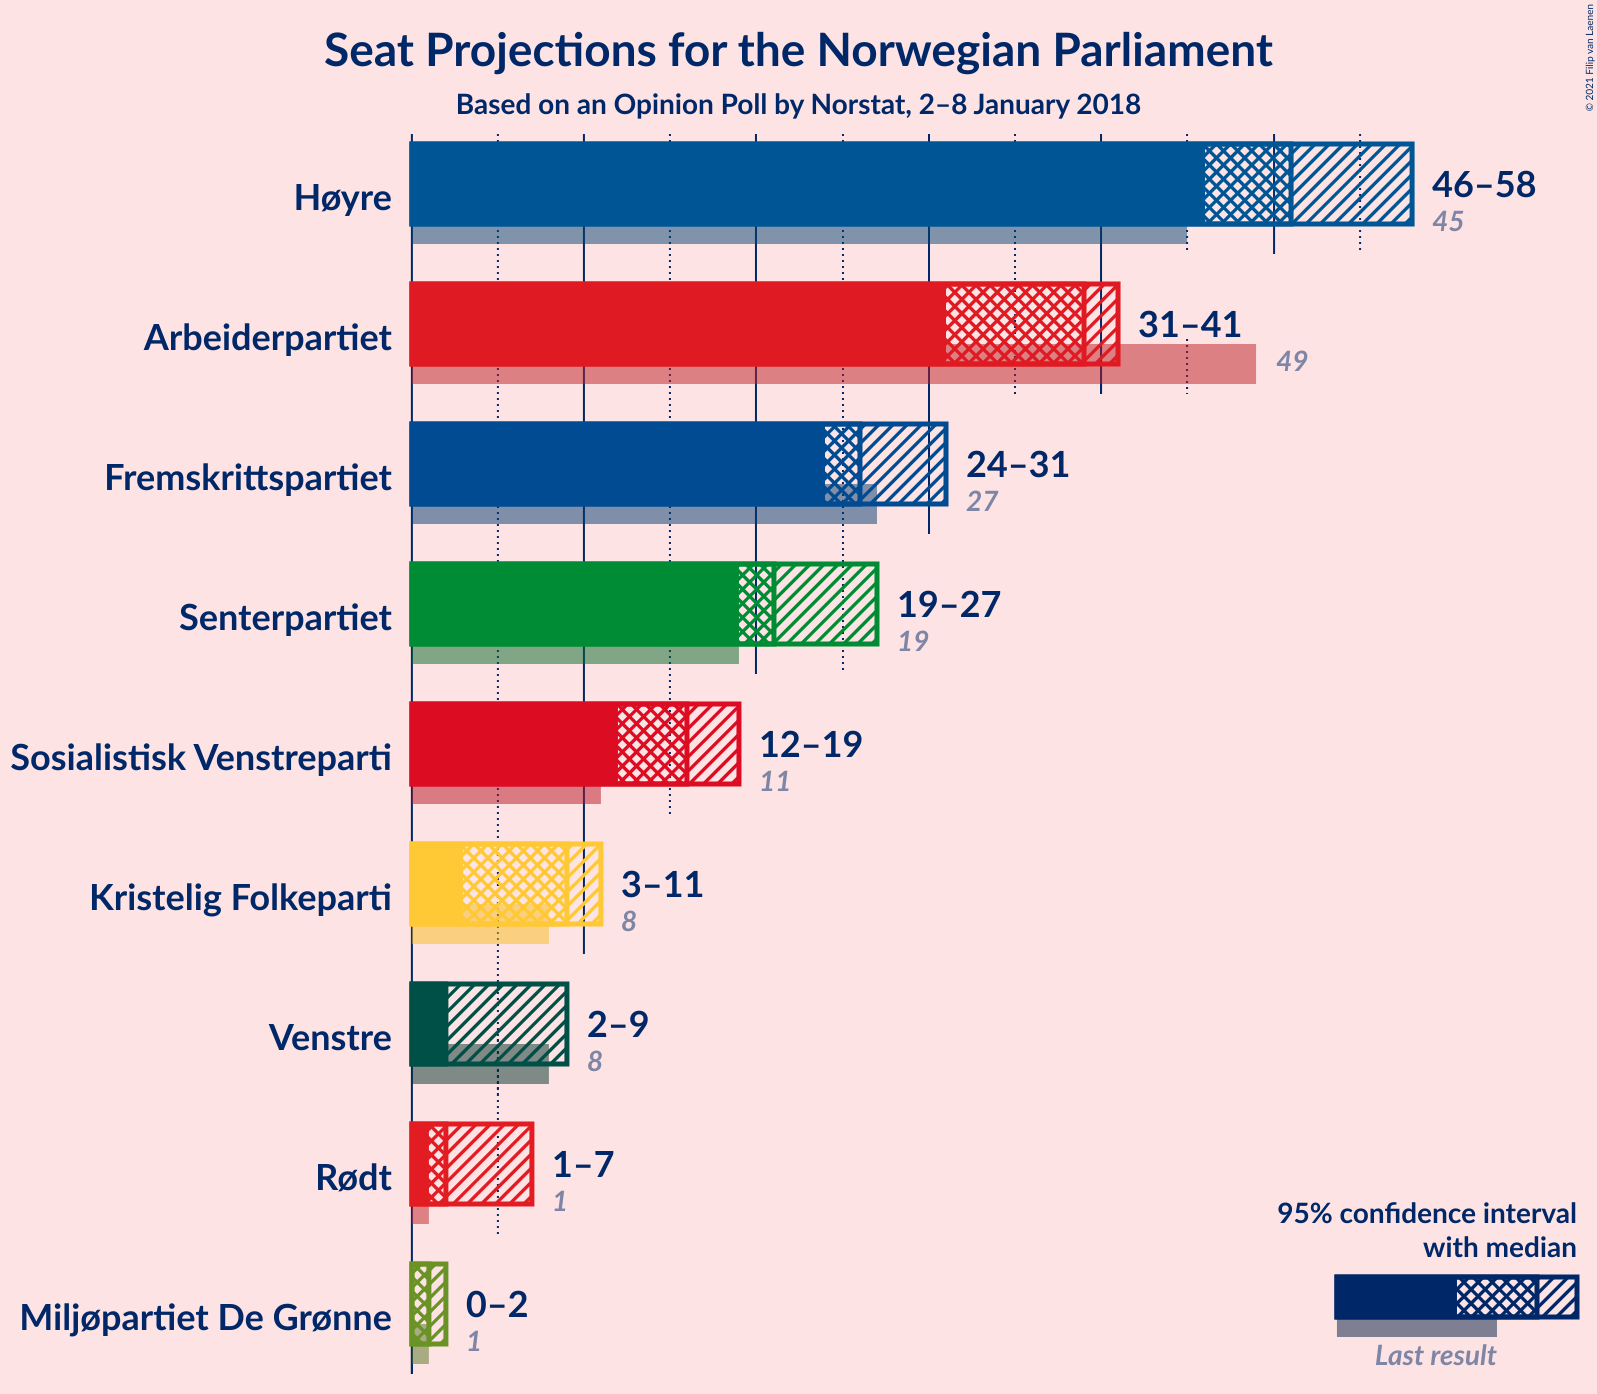 Seat Projections for the Norwegian Parliament
Based on an Opinion Poll by Norstat, 2–8 January 2018
© 2021 Filip van Laenen
Høyre
46–58
45
Arbeiderpartiet
31–41
49
Fremskrittspartiet
24–31
27
Senterpartiet
19–27
19
Sosialistisk Venstreparti
12–19
11
Kristelig Folkeparti
3–11
8
Venstre
2–9
8
Rødt
1–7
1
Miljøpartiet De Grønne
0–2
1
95% confidence interval
with median
Last result